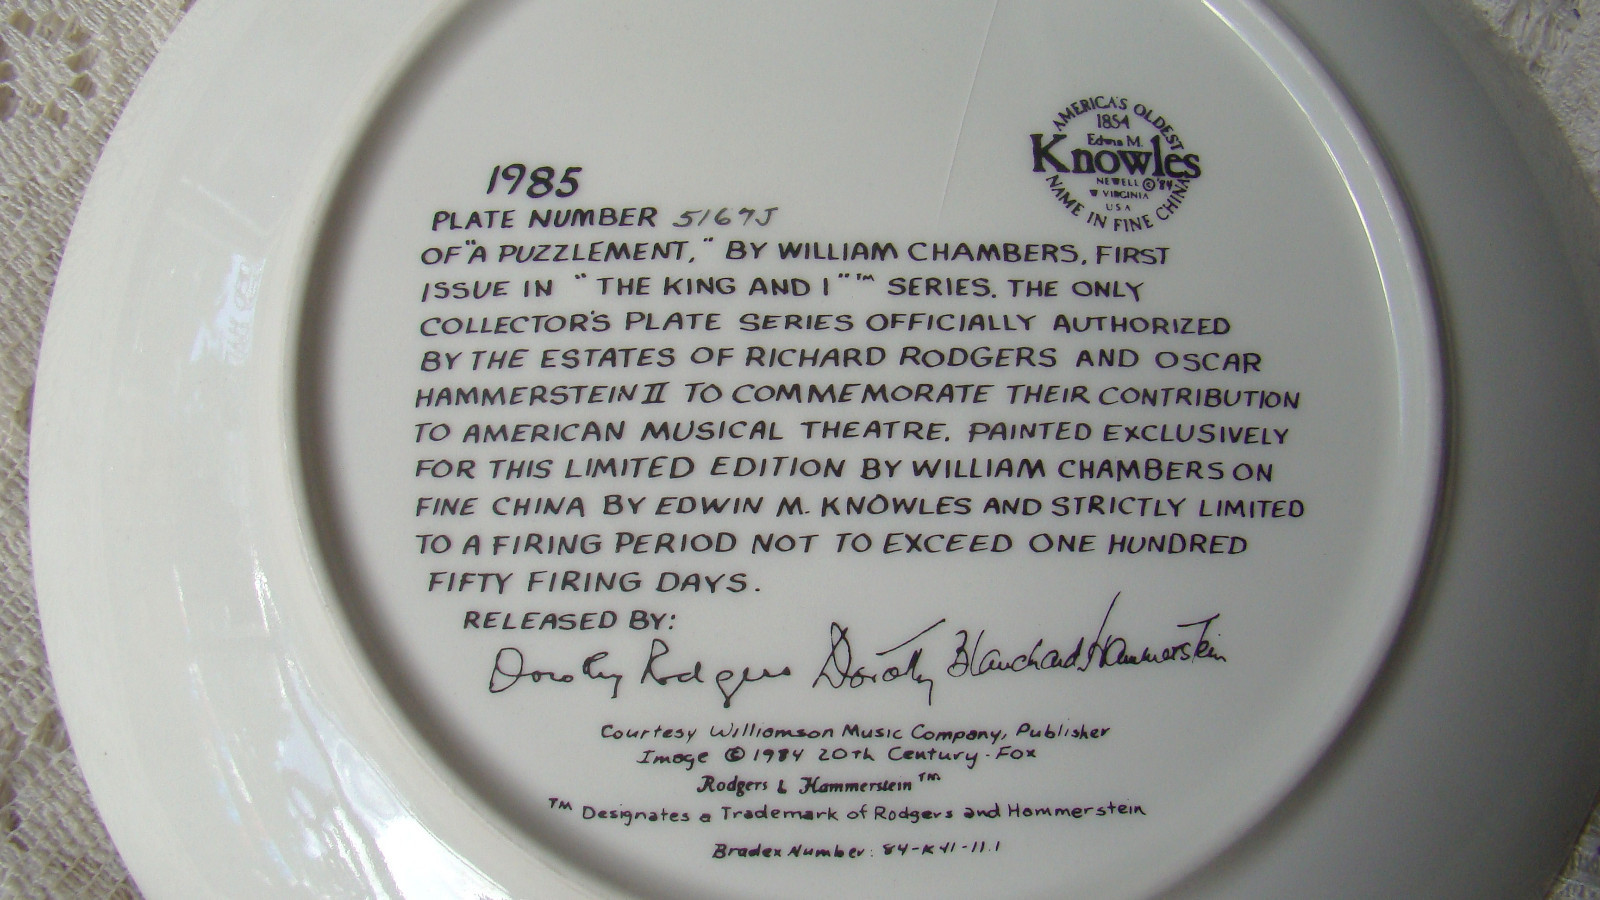 AMERICA'S OLDEST
1854
Edwin M.
Knowles
NEWELL © '84
W VIRGINIA
USA
NAME IN FINE CHINA
1985
PLATE NUMBER 5167J
OF "A PUZZLEMENT," BY WILLIAM CHAMBERS, FIRST
ISSUE IN "THE KING AND I"™ SERIES. THE ONLY
COLLECTOR'S PLATE SERIES OFFICIALLY AUTHORIZED
BY THE ESTATES OF RICHARD RODGERS AND OSCAR
HAMMERSTEIN II TO COMMEMORATE THEIR CONTRIBUTION
TO AMERICAN MUSICAL THEATRE. PAINTED EXCLUSIVELY
FOR THIS LIMITED EDITION BY WILLIAM CHAMBERS ON
FINE CHINA BY EDWIN M. KNOWLES AND STRICTLY LIMITED
TO A FIRING PERIOD NOT TO EXCEED ONE HUNDRED
FIFTY FIRING DAYS.
RELEASED BY:
Dorothy Rodgers Dorothy Blanchard Hammerstein
Courtesy Williamson Music Company, Publisher
Image © 1984 20th Century-Fox
Rodgers & Hammerstein™
™ Designates a Trademark of Rodgers and Hammerstein
Bradex Number: 84-K41-11.1